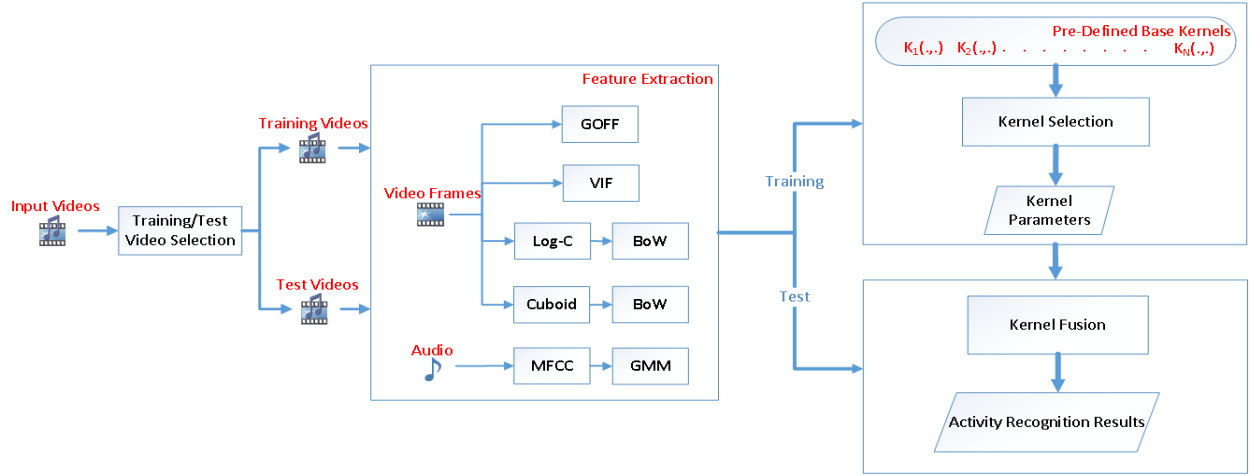 Input Videos
Training/Test
Video Selection
Training Videos
Test Videos
Feature Extraction
Video Frames
GOFF
VIF
Log-C
BoW
Cuboid
BoW
Audio
MFCC
GMM
Training
Test
Pre-Defined Base Kernels
K1(.,.) K2(.,.) . . . . . . . . KN(.,.)
Kernel Selection
Kernel
Parameters
Kernel Fusion
Activity Recognition Results